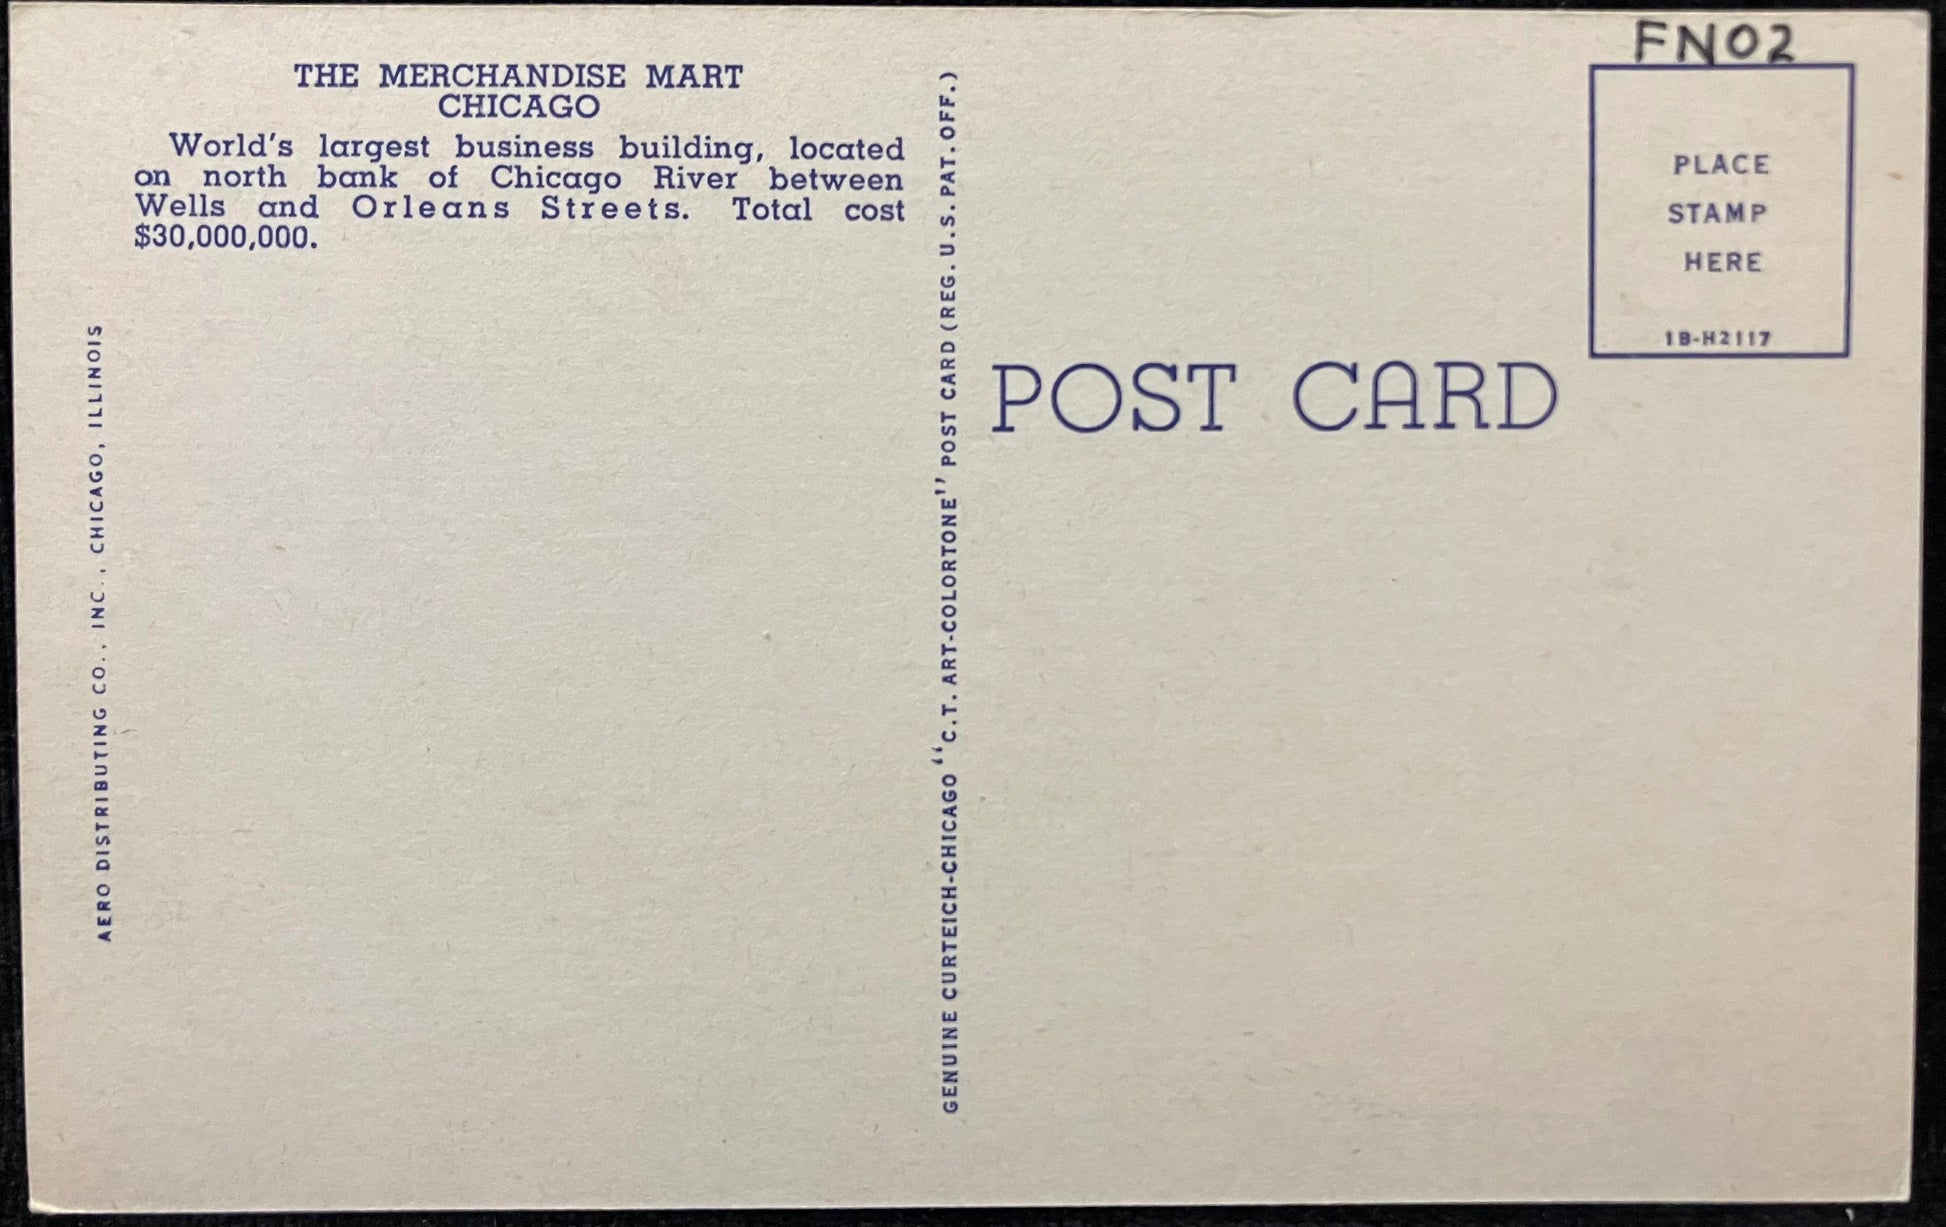 FN02
THE MERCHANDISE MART
CHICAGO
World's largest business building, located
on north bank of Chicago River between
Wells and Orleans Streets. Total cost
$30,000,000.
AERO DISTRIBUTING CO., INC., CHICAGO, ILLINOIS
GENUINE CURTEICH-CHICAGO "C.T. ART-COLORTONE" POST CARD (REG. U.S. PAT. OFF.)
PLACE
STAMP
HERE
1B-H2117
POST CARD